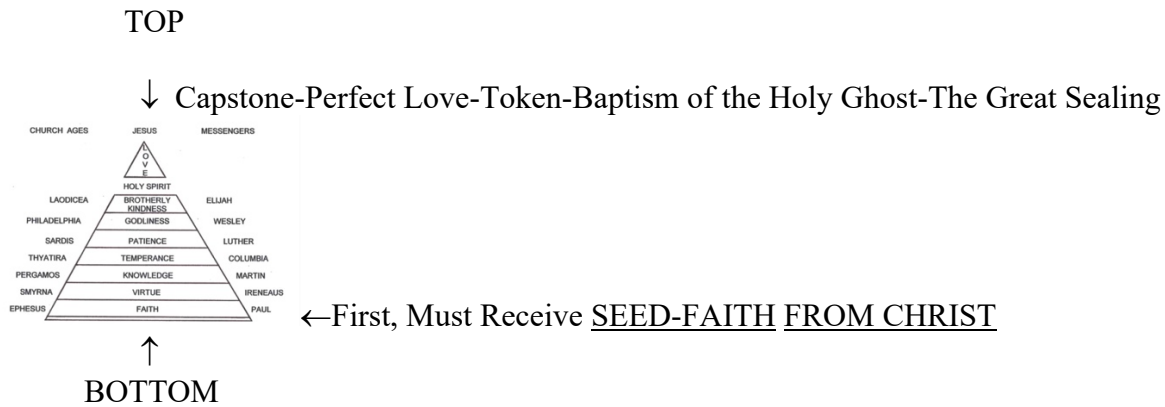 TOP
↓ Capstone-Perfect Love-Token-Baptism of the Holy Ghost-The Great Sealing
CHURCH AGES JESUS MESSENGERS
LOVE
HOLY SPIRIT
LAODICEA BROTHERLY KINDNESS ELIJAH
PHILADELPHIA GODLINESS WESLEY
SARDIS PATIENCE LUTHER
THYATIRA TEMPERANCE COLUMBIA
PERGAMOS KNOWLEDGE MARTIN
SMYRNA VIRTUE IRENEAUS
EPHESUS FAITH PAUL
←First, Must Receive SEED-FAITH FROM CHRIST
↑
BOTTOM